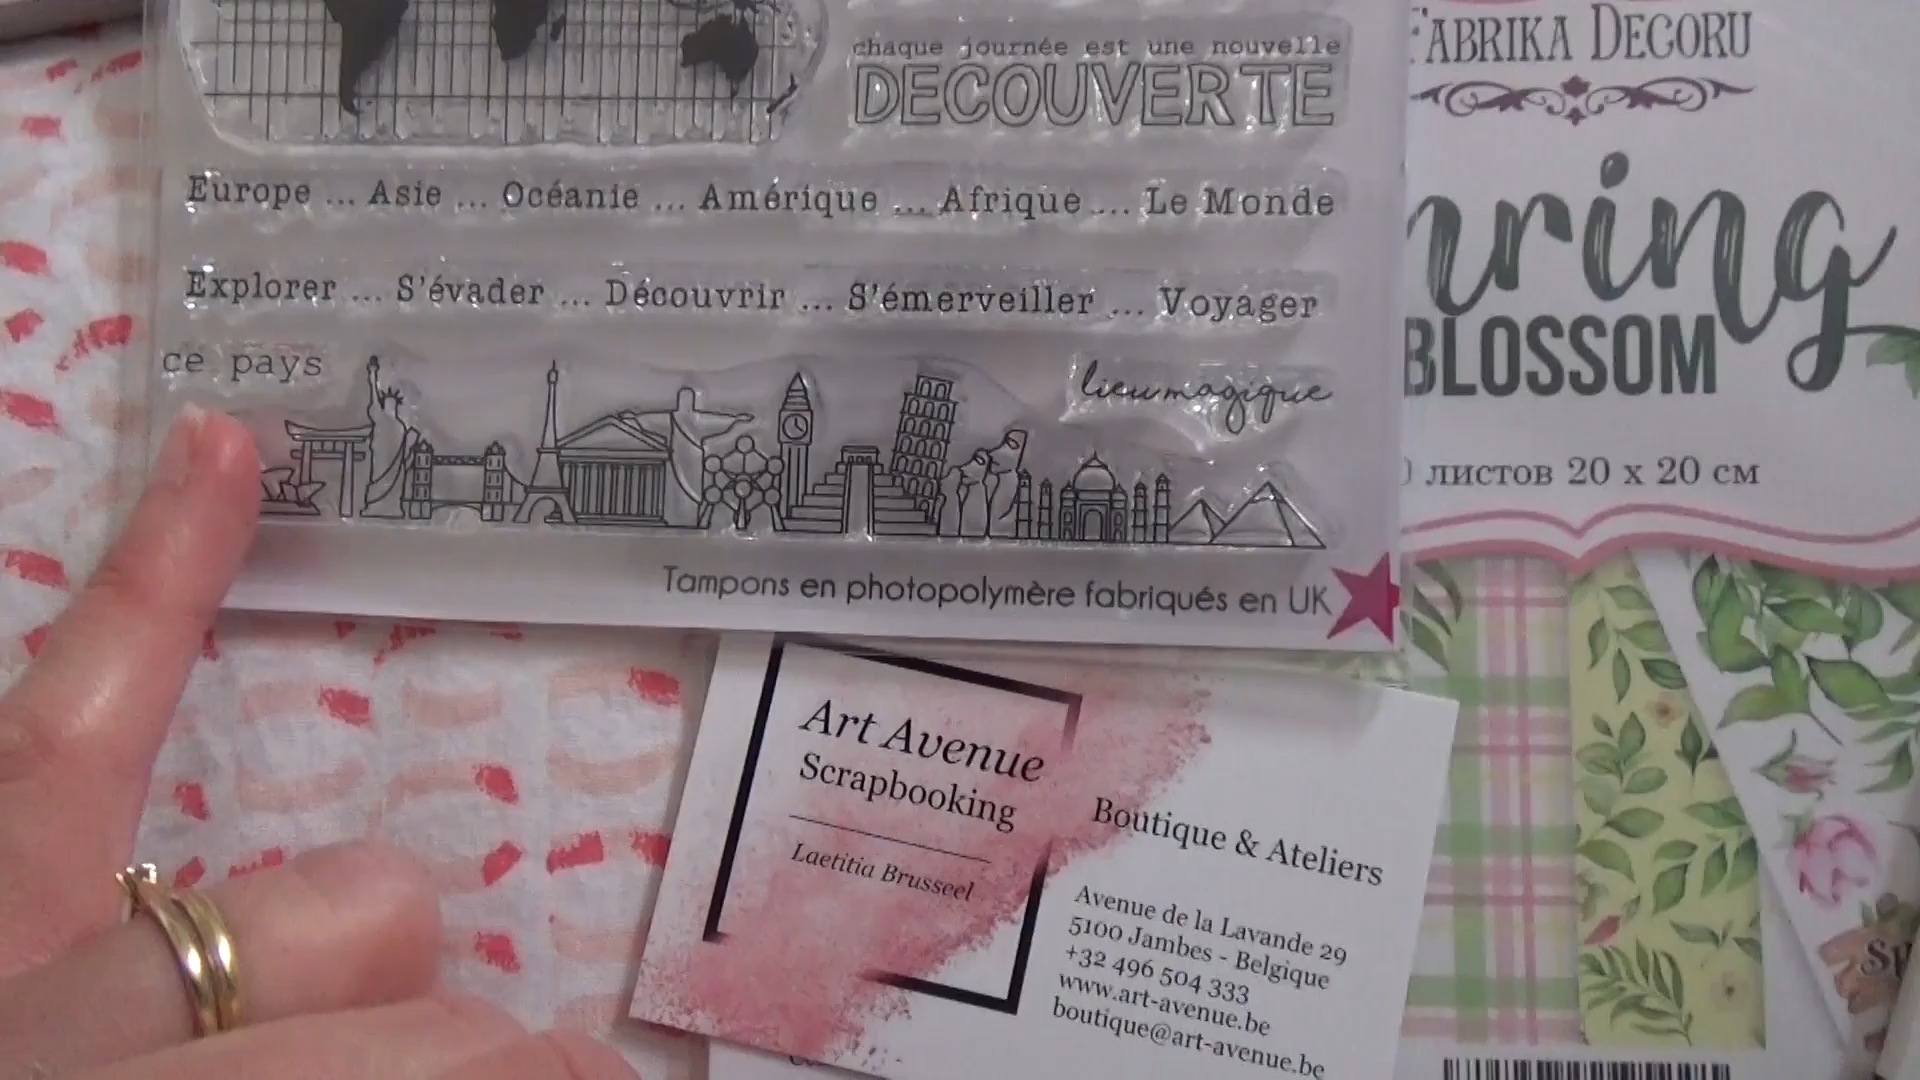 chaque journée est une nouvelle
DECOUVERTE
Europe ... Asie ... Océanie ... Amérique ... Afrique ... Le Monde
Explorer ... S'évader ... Découvrir ... S'émerveiller ... Voyager
ce pays
lieu magique
Tampons en photopolymère fabriqués en UK
FABRIKA DECORU
BLOSSOM
листов 20 x 20 см
Art Avenue
Scrapbooking
Laetitia Brusseel
Boutique & Ateliers
Avenue de la Lavande 29
5100 Jambes - Belgique
+32 496 504 333
www.art-avenue.be
boutique@art-avenue.be